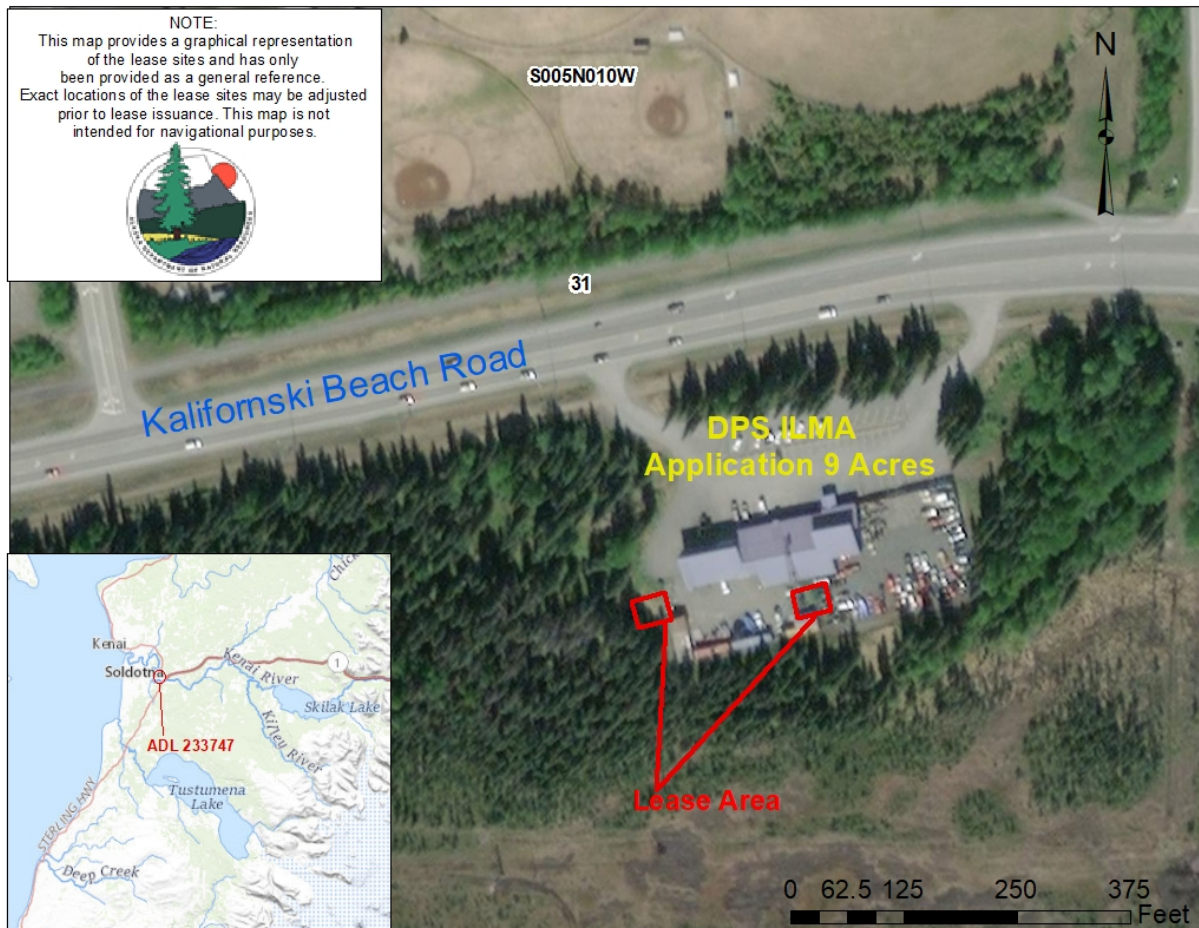 NOTE:
This map provides a graphical representation
of the lease sites and has only
been provided as a general reference.
Exact locations of the lease sites may be adjusted
prior to lease issuance. This map is not
intended for navigational purposes.
S005N010W
N
31
Kalifornski Beach Road
DPS ILMA
Application 9 Acres
Lease Area
Kenai
Soldotna
Kenai River
1
Skilak Lake
Killey River
ADL 233747
Tustumena
Lake
STERLING HWY
Deep Creek
0 62.5 125 250 375
Feet